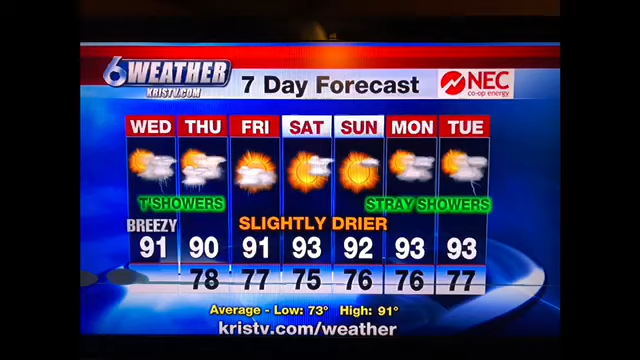 6 WEATHER
KRISTV.COM
7 Day Forecast
NEC
co-op energy
WED THU FRI SAT SUN MON TUE
T'SHOWERS STRAY SHOWERS
BREEZY SLIGHTLY DRIER
91 90 91 93 92 93 93
78 77 75 76 76 77
Average - Low: 73° High: 91°
kristv.com/weather